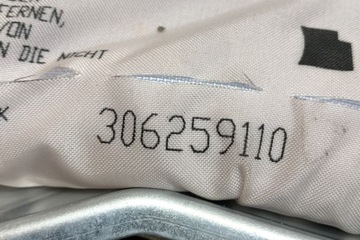 FERNEN,
VON
N DIE NICHT
306259110